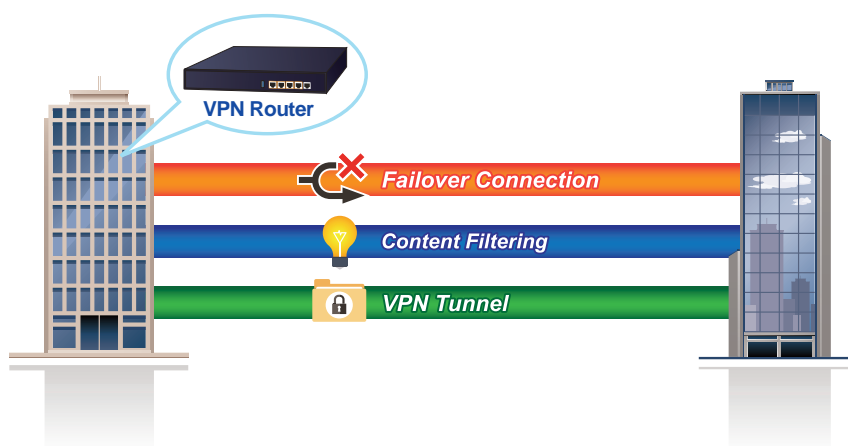 VPN Router
Failover Connection
Content Filtering
VPN Tunnel